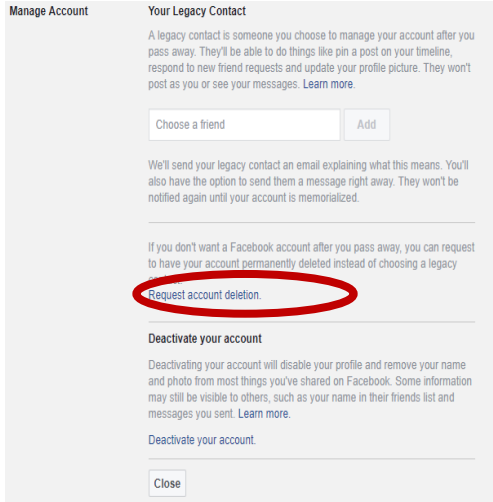 Manage Account
Your Legacy Contact
A legacy contact is someone you choose to manage your account after you
pass away. They'll be able to do things like pin a post on your timeline,
respond to new friend requests and update your profile picture. They won't
post as you or see your messages. Learn more.
Choose a friend
Add
We'll send your legacy contact an email explaining what this means. You'll
also have the option to send them a message right away. They won't be
notified again until your account is memorialized.
If you don't want a Facebook account after you pass away, you can request
to have your account permanently deleted instead of choosing a legacy
Request account deletion.
Deactivate your account
Deactivating your account will disable your profile and remove your name
and photo from most things you've shared on Facebook. Some information
may still be visible to others, such as your name in their friends list and
messages you sent. Learn more.
Deactivate your account.
Close